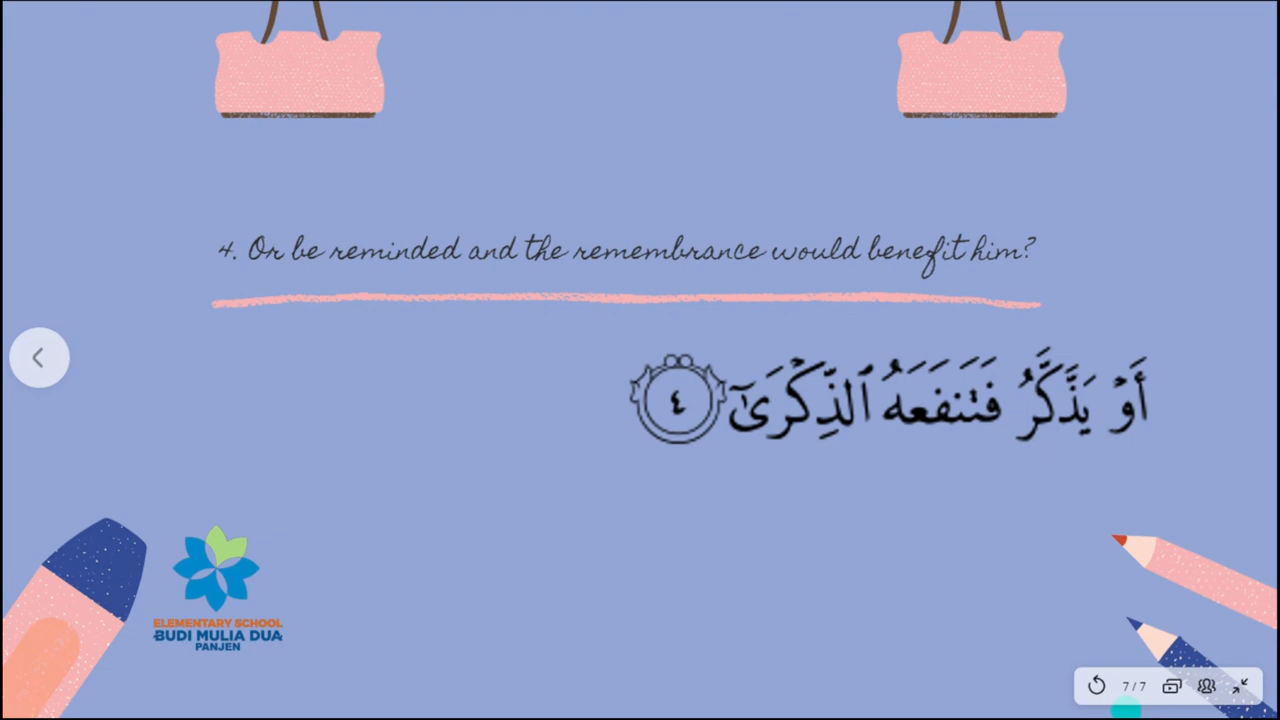 4. Or be reminded and the remembrance would benefit him?
أَوْ يَذَّكَّرُ فَتَنفَعَهُ ٱلذِّكْرَىٰٓ ٤
ELEMENTARY SCHOOL
BUDI MULIA DUA
PANJEN
7/7